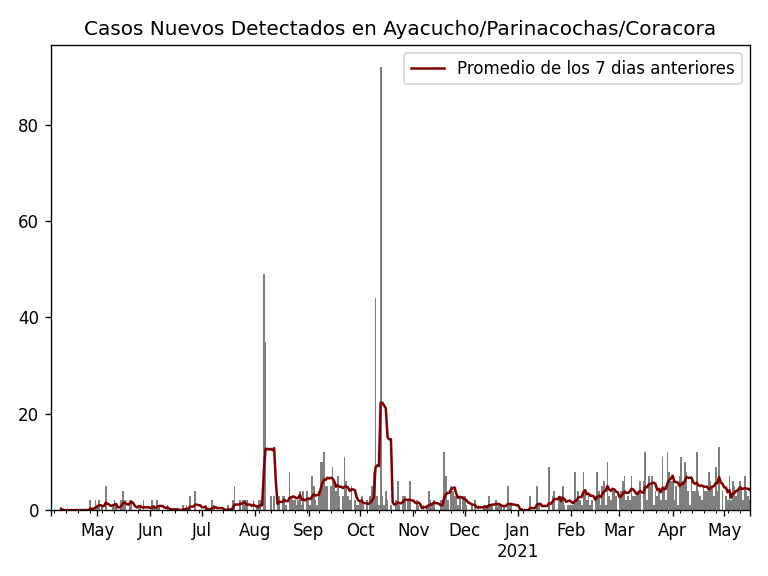 Casos Nuevos Detectados en Ayacucho/Parinacochas/Coracora
Promedio de los 7 dias anteriores
80
60
40
20
0
May Jun Jul Aug Sep Oct Nov Dec Jan Feb Mar Apr May
2021